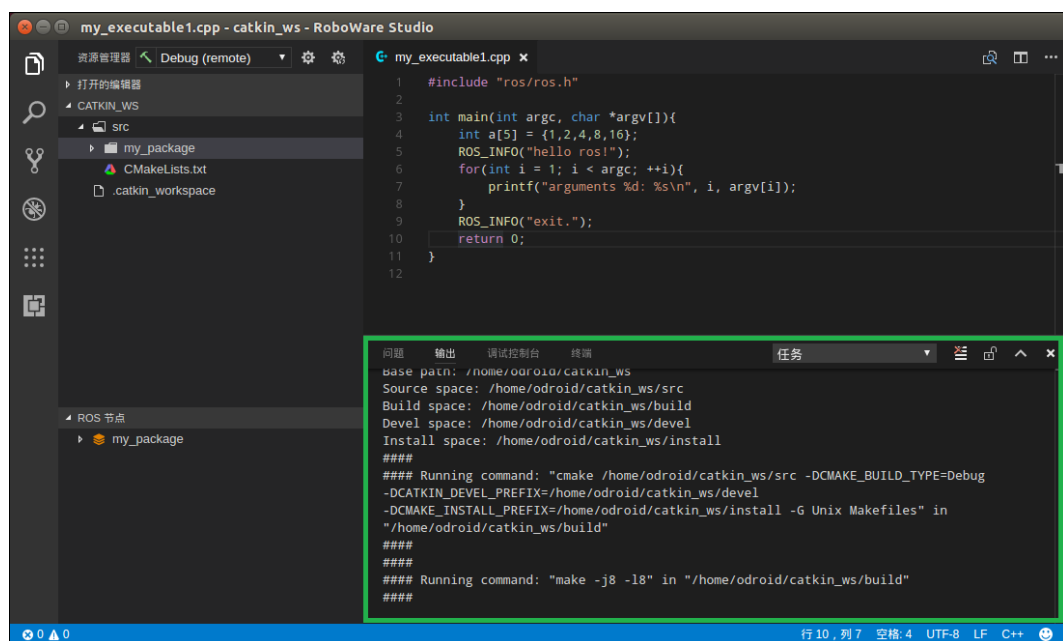 my_executable1.cpp - catkin_ws - RoboWare Studio
资源管理器 Debug (remote)
打开的编辑器
CATKIN_WS
src
my_package
CMakeLists.txt
.catkin_workspace
ROS 节点
my_package
my_executable1.cpp
1 #include "ros/ros.h"
2
3 int main(int argc, char *argv[]){
4 int a[5] = {1,2,4,8,16};
5 ROS_INFO("hello ros!");
6 for(int i = 1; i < argc; ++i){
7 printf("arguments %d: %s\n", i, argv[i]);
8 }
9 ROS_INFO("exit.");
10 return 0;
11 }
12
问题 输出 调试控制台 终端 任务
Base path: /home/odroid/catkin_ws
Source space: /home/odroid/catkin_ws/src
Build space: /home/odroid/catkin_ws/build
Devel space: /home/odroid/catkin_ws/devel
Install space: /home/odroid/catkin_ws/install
####
#### Running command: "cmake /home/odroid/catkin_ws/src -DCMAKE_BUILD_TYPE=Debug
-DCATKIN_DEVEL_PREFIX=/home/odroid/catkin_ws/devel
-DCMAKE_INSTALL_PREFIX=/home/odroid/catkin_ws/install -G Unix Makefiles" in
"/home/odroid/catkin_ws/build"
####
####
#### Running command: "make -j8 -l8" in "/home/odroid/catkin_ws/build"
####
0 0 行 10，列 7 空格: 4 UTF-8 LF C++